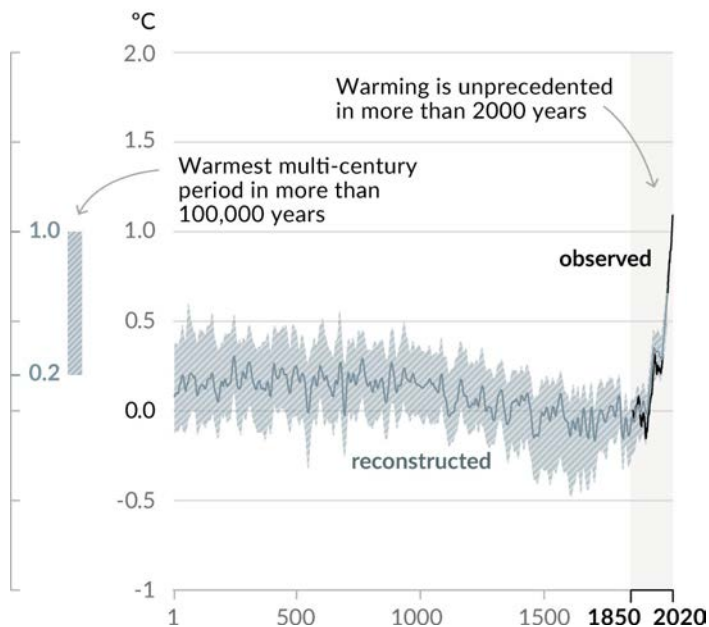 ºC
2.0
Warming is unprecedented
in more than 2000 years
1.5
Warmest multi-century
period in more than
100,000 years
1.0
1.0
observed
0.5
0.2
0.0
reconstructed
-0.5
-1
1 500 1000 1500 1850 2020